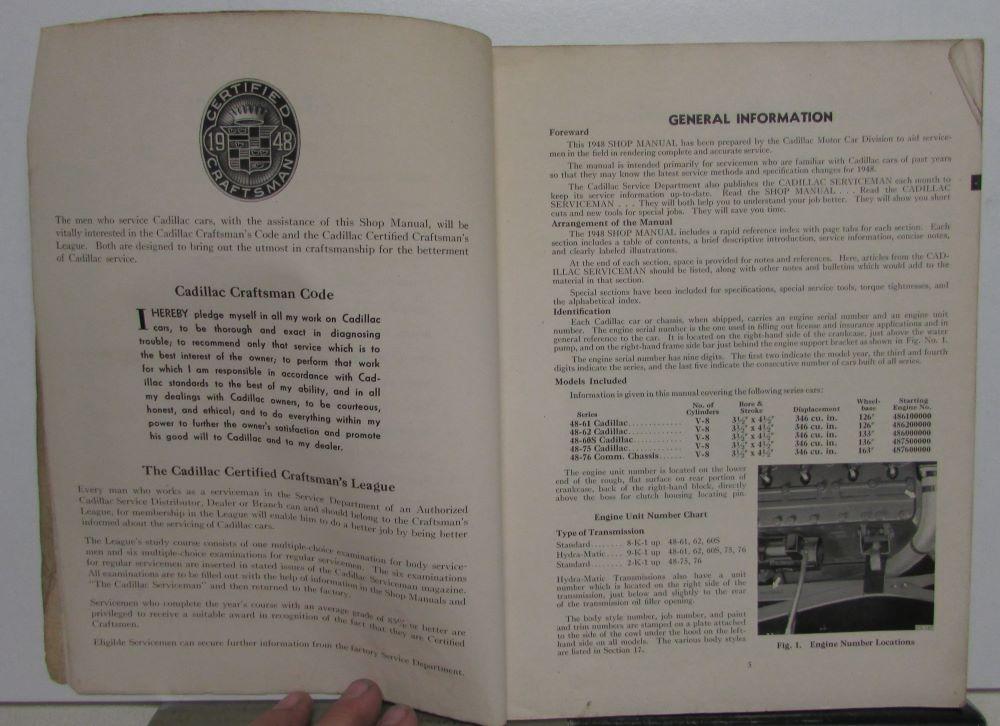 CERTIFIED
19 48
CRAFTSMAN
The men who service Cadillac cars, with the assistance of this Shop Manual, will be
vitally interested in the Cadillac Craftsman's Code and the Cadillac Certified Craftsman's
League. Both are designed to bring out the utmost in craftsmanship for the betterment
of Cadillac service.
Cadillac Craftsman Code
I HEREBY pledge myself in all my work on Cadillac
cars, to be thorough and exact in diagnosing
trouble; to recommend only that service which is to
the best interest of the owner; to perform that work
for which I am responsible in accordance with Cad-
illac standards to the best of my ability, and in all
my dealings with Cadillac owners, to be courteous,
honest, and ethical; and to do everything within my
power to further the owner's satisfaction and promote
his good will to Cadillac and to my dealer.
The Cadillac Certified Craftsman's League
Every man who works as a serviceman in the Service Department of an Authorized
Cadillac Service Distributor, Dealer or Branch can and should belong to the Craftsman's
League, for membership in the League will enable him to do a better job by being better
informed about the servicing of Cadillac cars.
The League's study course consists of one multiple-choice examination for body service-
men and six multiple-choice examinations for regular servicemen. The six examinations
for regular servicemen are inserted in stated issues of the Cadillac Serviceman magazine.
All examinations are to be filled out with the help of information in the Shop Manuals and
"The Cadillac Serviceman" and then returned to the factory.
Servicemen who complete the year's course with an average grade of 85% or better are
privileged to receive a suitable award in recognition of the fact that they are Certified
Craftsmen.
Eligible Servicemen can secure further information from the factory Service Department.
GENERAL INFORMATION
Foreward
This 1948 SHOP MANUAL has been prepared by the Cadillac Motor Car Division to aid service-
men in the field in rendering complete and accurate service.
The manual is intended primarily for servicemen who are familiar with Cadillac cars of past years
so that they may know the latest service methods and specification changes for 1948.
The Cadillac Service Department also publishes the CADILLAC SERVICEMAN each month to
keep its service information up-to-date. Read the SHOP MANUAL . . . Read the CADILLAC
SERVICEMAN . . . They will both help you to understand your job better. They will show you short
cuts and new tools for special jobs. They will save you time.
Arrangement of the Manual
The 1948 SHOP MANUAL includes a rapid reference index with page tabs for each section. Each
section includes a table of contents, a brief descriptive introduction, service information, concise notes,
and clearly labeled illustrations.
At the end of each section, space is provided for notes and references. Here, articles from the CAD-
ILLAC SERVICEMAN should be listed, along with other notes and bulletins which would add to the
material in that section.
Special sections have been included for specifications, special service tools, torque tightnesses, and
the alphabetical index.
Identification
Each Cadillac car or chassis, when shipped, carries an engine serial number and an engine unit
number. The engine serial number is the one used in filling out license and insurance applications and in
general reference to the car. It is located on the right-hand side of the crankcase, just above the water
pump, and on the right-hand frame side bar just behind the engine support bracket as shown in Fig. No. 1.
The engine serial number has nine digits. The first two indicate the model year, the third and fourth
digits indicate the series, and the last five indicate the consecutive number of cars built of all series.
Models Included
Information is given in this manual covering the following series cars:
Series No. of Cylinders Bore & Stroke Displacement Wheel-base Starting Engine No.
48-61 Cadillac............ V-8 3½" x 4½" 346 cu. in. 126" 486100000
48-62 Cadillac............ V-8 3½" x 4½" 346 cu. in. 126" 486200000
48-60S Cadillac........... V-8 3½" x 4½" 346 cu. in. 133" 486000000
48-75 Cadillac............ V-8 3½" x 4½" 346 cu. in. 136" 487500000
48-76 Comm. Chassis...... V-8 3½" x 4½" 346 cu. in. 163" 487600000
The engine unit number is located on the lower
end of the rough, flat surface on rear portion of
crankcase, back of the right-hand block, directly
above the boss for clutch housing locating pin.
Engine Unit Number Chart
Type of Transmission
Standard........ 8-K-1 up 48-61, 62, 60S
Hydra-Matic.... 9-K-1 up 48-61, 62, 60S, 75, 76
Standard........ 2-K-1 up 48-75, 76
Hydra-Matic Transmissions also have a unit
number which is located on the right side of the
transmission, just below and slightly to the rear
of the transmission oil filler opening.
The body style number, job number, and paint
and trim numbers are stamped on a plate attached
to the side of the cowl under the hood on the left-
hand side on all models. The various body styles
are listed in Section 17.
Fig. 1. Engine Number Locations
5